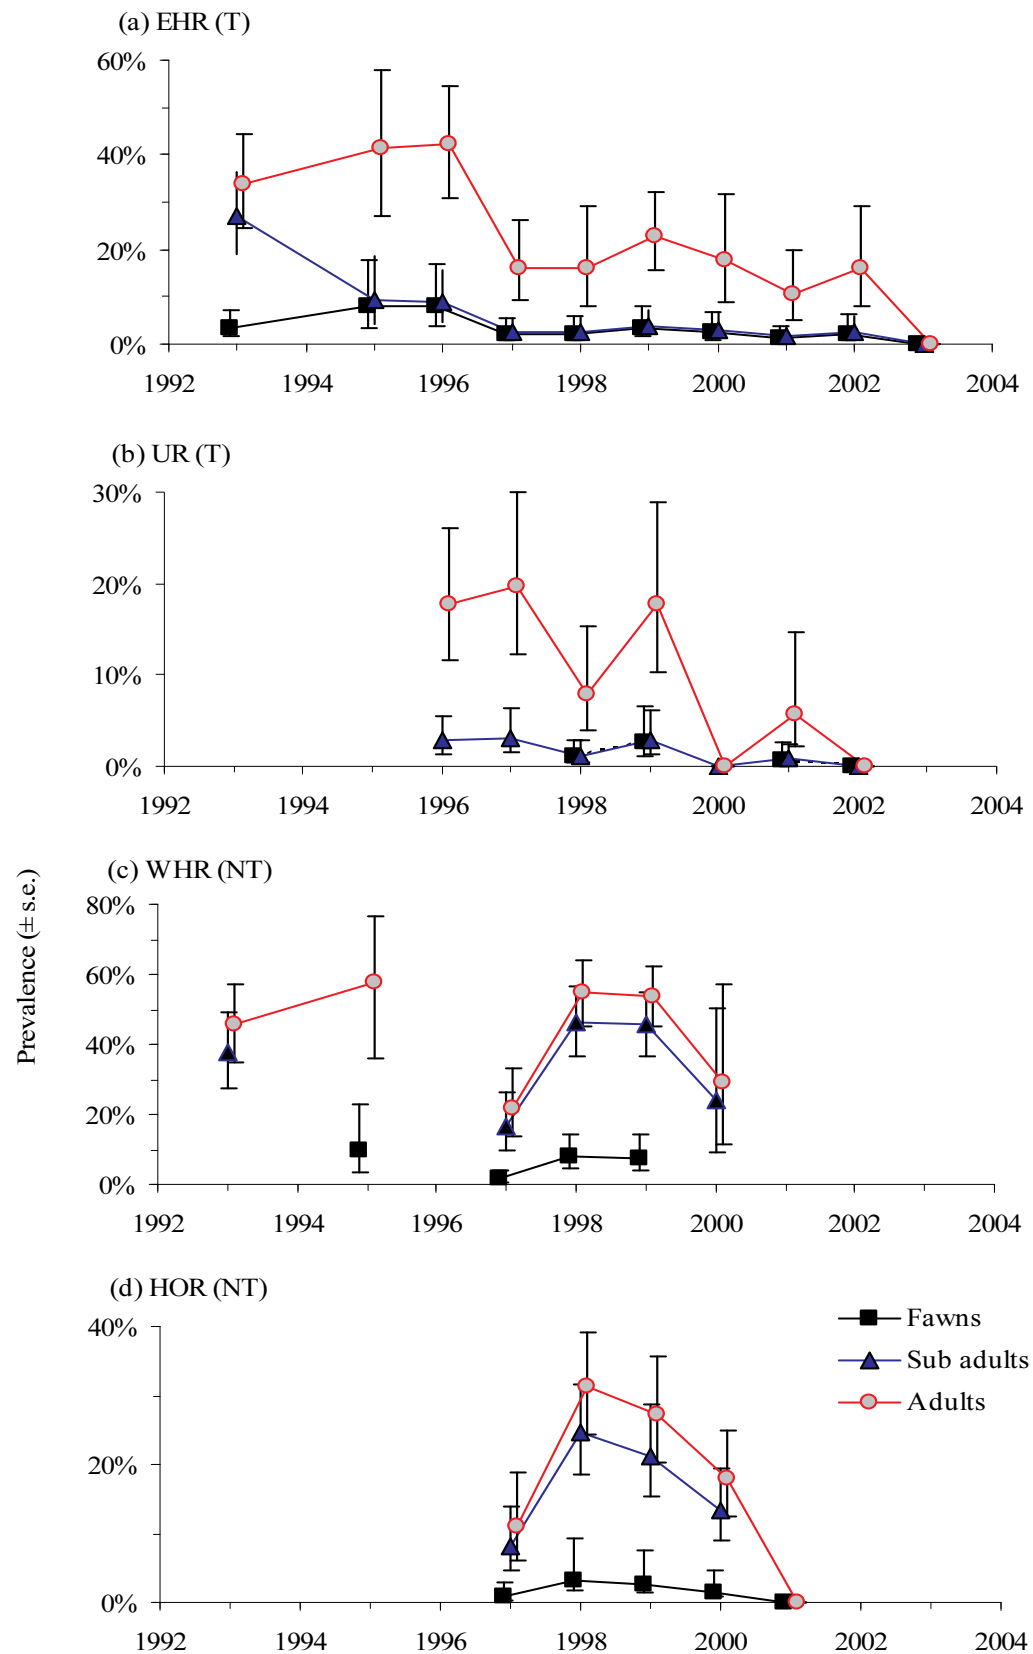 (a) EHR (T)
60%
40%
20%
0%
1992 1994 1996 1998 2000 2002 2004
(b) UR (T)
30%
20%
10%
0%
1992 1994 1996 1998 2000 2002 2004
Prevalence (± s.e.)
(c) WHR (NT)
80%
60%
40%
20%
0%
1992 1994 1996 1998 2000 2002 2004
(d) HOR (NT)
Fawns
Sub adults
Adults
40%
20%
0%
1992 1994 1996 1998 2000 2002 2004